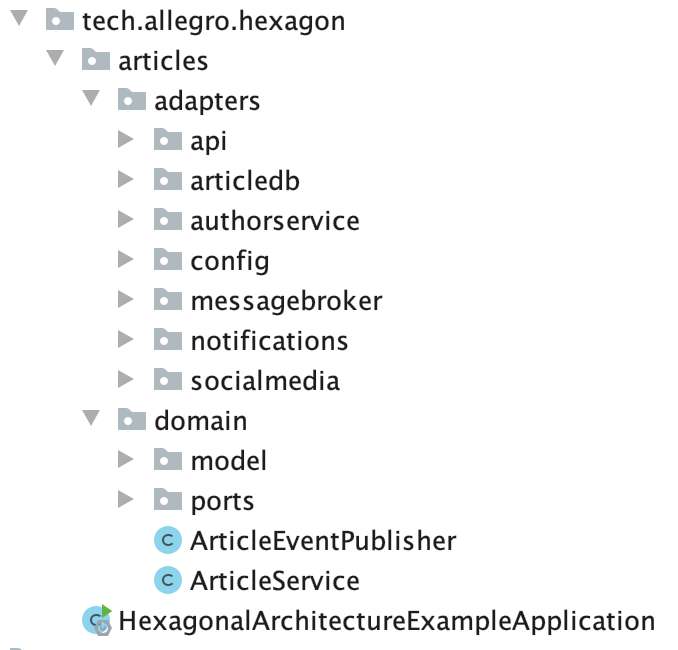 tech.allegro.hexagon
articles
adapters
api
articledb
authorservice
config
messagebroker
notifications
socialmedia
domain
model
ports
C ArticleEventPublisher
C ArticleService
C HexagonalArchitectureExampleApplication